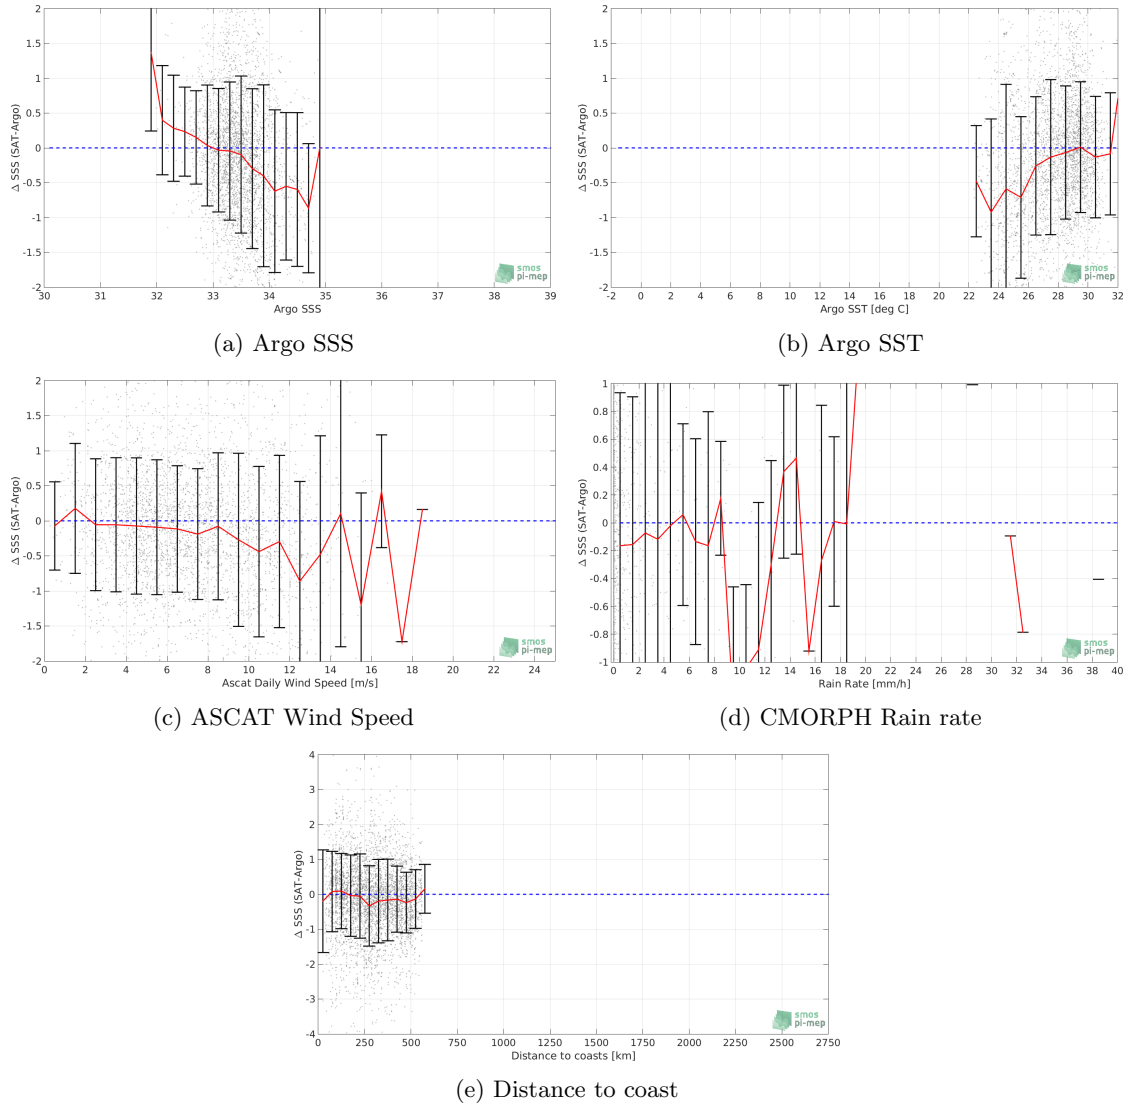 2
1.5
1
0.5
0
-0.5
-1
-1.5
-2
Δ SSS (SAT-Argo)
30 31 32 33 34 35 36 37 38 39
Argo SSS
smos
pi-mep
(a) Argo SSS
2
1.5
1
0.5
0
-0.5
-1
-1.5
-2
Δ SSS (SAT-Argo)
-2 0 2 4 6 8 10 12 14 16 18 20 22 24 26 28 30 32
Argo SST [deg C]
smos
pi-mep
(b) Argo SST
2
1.5
1
0.5
0
-0.5
-1
-1.5
-2
Δ SSS (SAT-Argo)
0 2 4 6 8 10 12 14 16 18 20 22 24
Ascat Daily Wind Speed [m/s]
smos
pi-mep
(c) ASCAT Wind Speed
1
0.8
0.6
0.4
0.2
0
-0.2
-0.4
-0.6
-0.8
-1
Δ SSS (SAT-Argo)
0 2 4 6 8 10 12 14 16 18 20 22 24 26 28 30 32 34 36 38 40
Rain Rate [mm/h]
smos
pi-mep
(d) CMORPH Rain rate
4
3
2
1
0
-1
-2
-3
-4
Δ SSS (SAT-Argo)
0 250 500 750 1000 1250 1500 1750 2000 2250 2500 2750
Distance to coasts [km]
smos
pi-mep
(e) Distance to coast